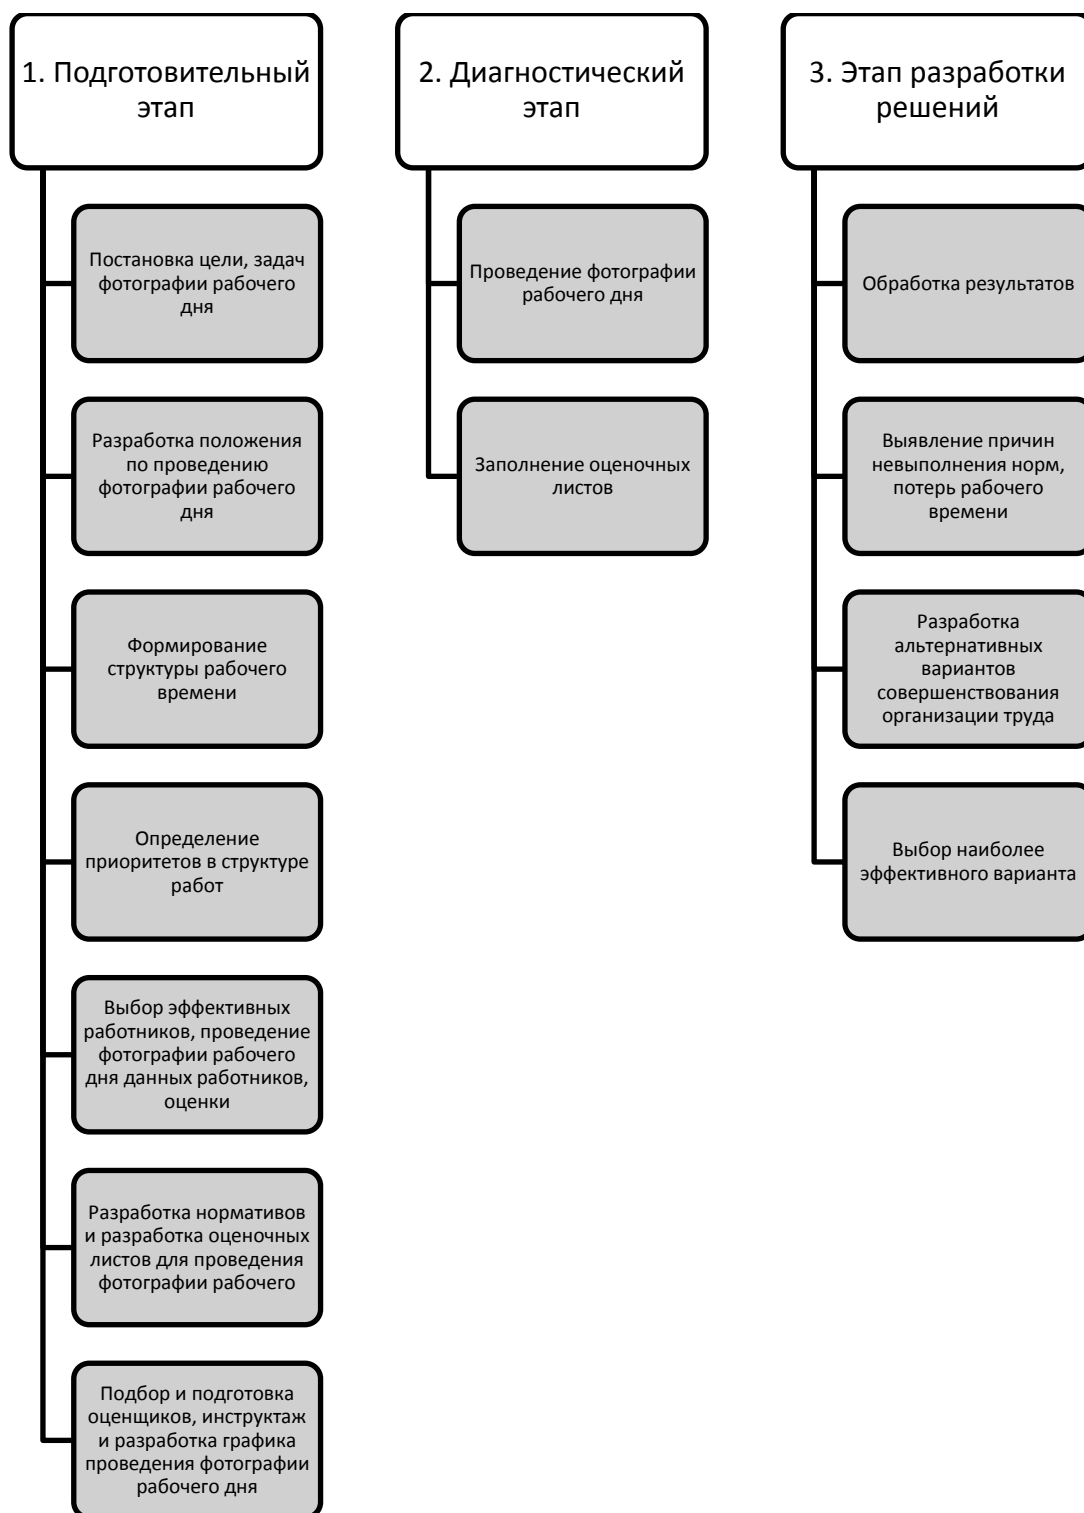 1. Подготовительный
этап
Постановка цели, задач
фотографии рабочего
дня
Разработка положения
по проведению
фотографии рабочего
дня
Формирование
структуры рабочего
времени
Определение
приоритетов в структуре
работ
Выбор эффективных
работников, проведение
фотографии рабочего
дня данных работников,
оценки
Разработка нормативов
и разработка оценочных
листов для проведения
фотографии рабочего
Подбор и подготовка
оценщиков, инструктаж
и разработка графика
проведения фотографии
рабочего дня
2. Диагностический
этап
Проведение фотографии
рабочего дня
Заполнение оценочных
листов
3. Этап разработки
решений
Обработка результатов
Выявление причин
невыполнения норм,
потерь рабочего
времени
Разработка
альтернативных
вариантов
совершенствования
организации труда
Выбор наиболее
эффективного варианта